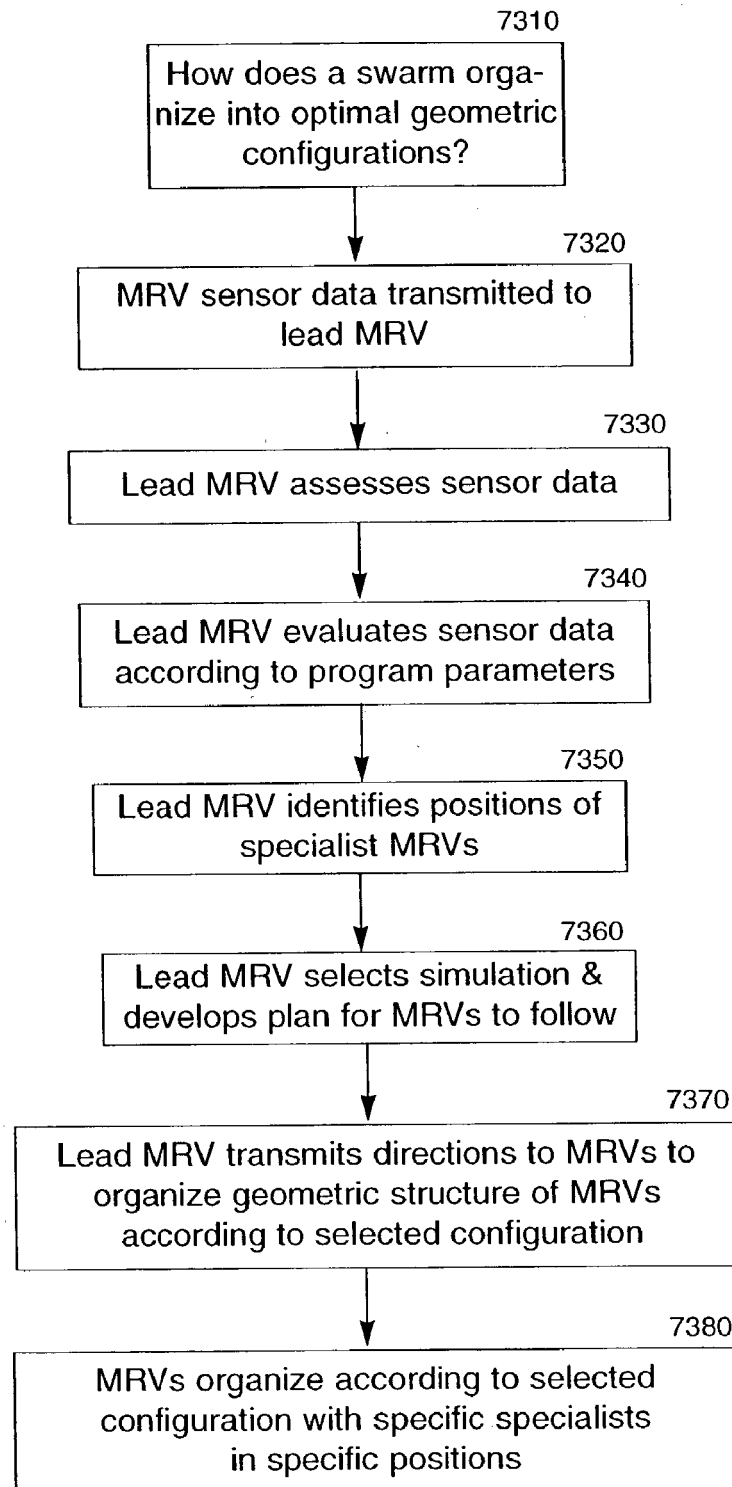 7310
How does a swarm orga-
nize into optimal geometric
configurations?
7320
MRV sensor data transmitted to
lead MRV
7330
Lead MRV assesses sensor data
7340
Lead MRV evaluates sensor data
according to program parameters
7350
Lead MRV identifies positions of
specialist MRVs
7360
Lead MRV selects simulation &
develops plan for MRVs to follow
7370
Lead MRV transmits directions to MRVs to
organize geometric structure of MRVs
according to selected configuration
7380
MRVs organize according to selected
configuration with specific specialists
in specific positions